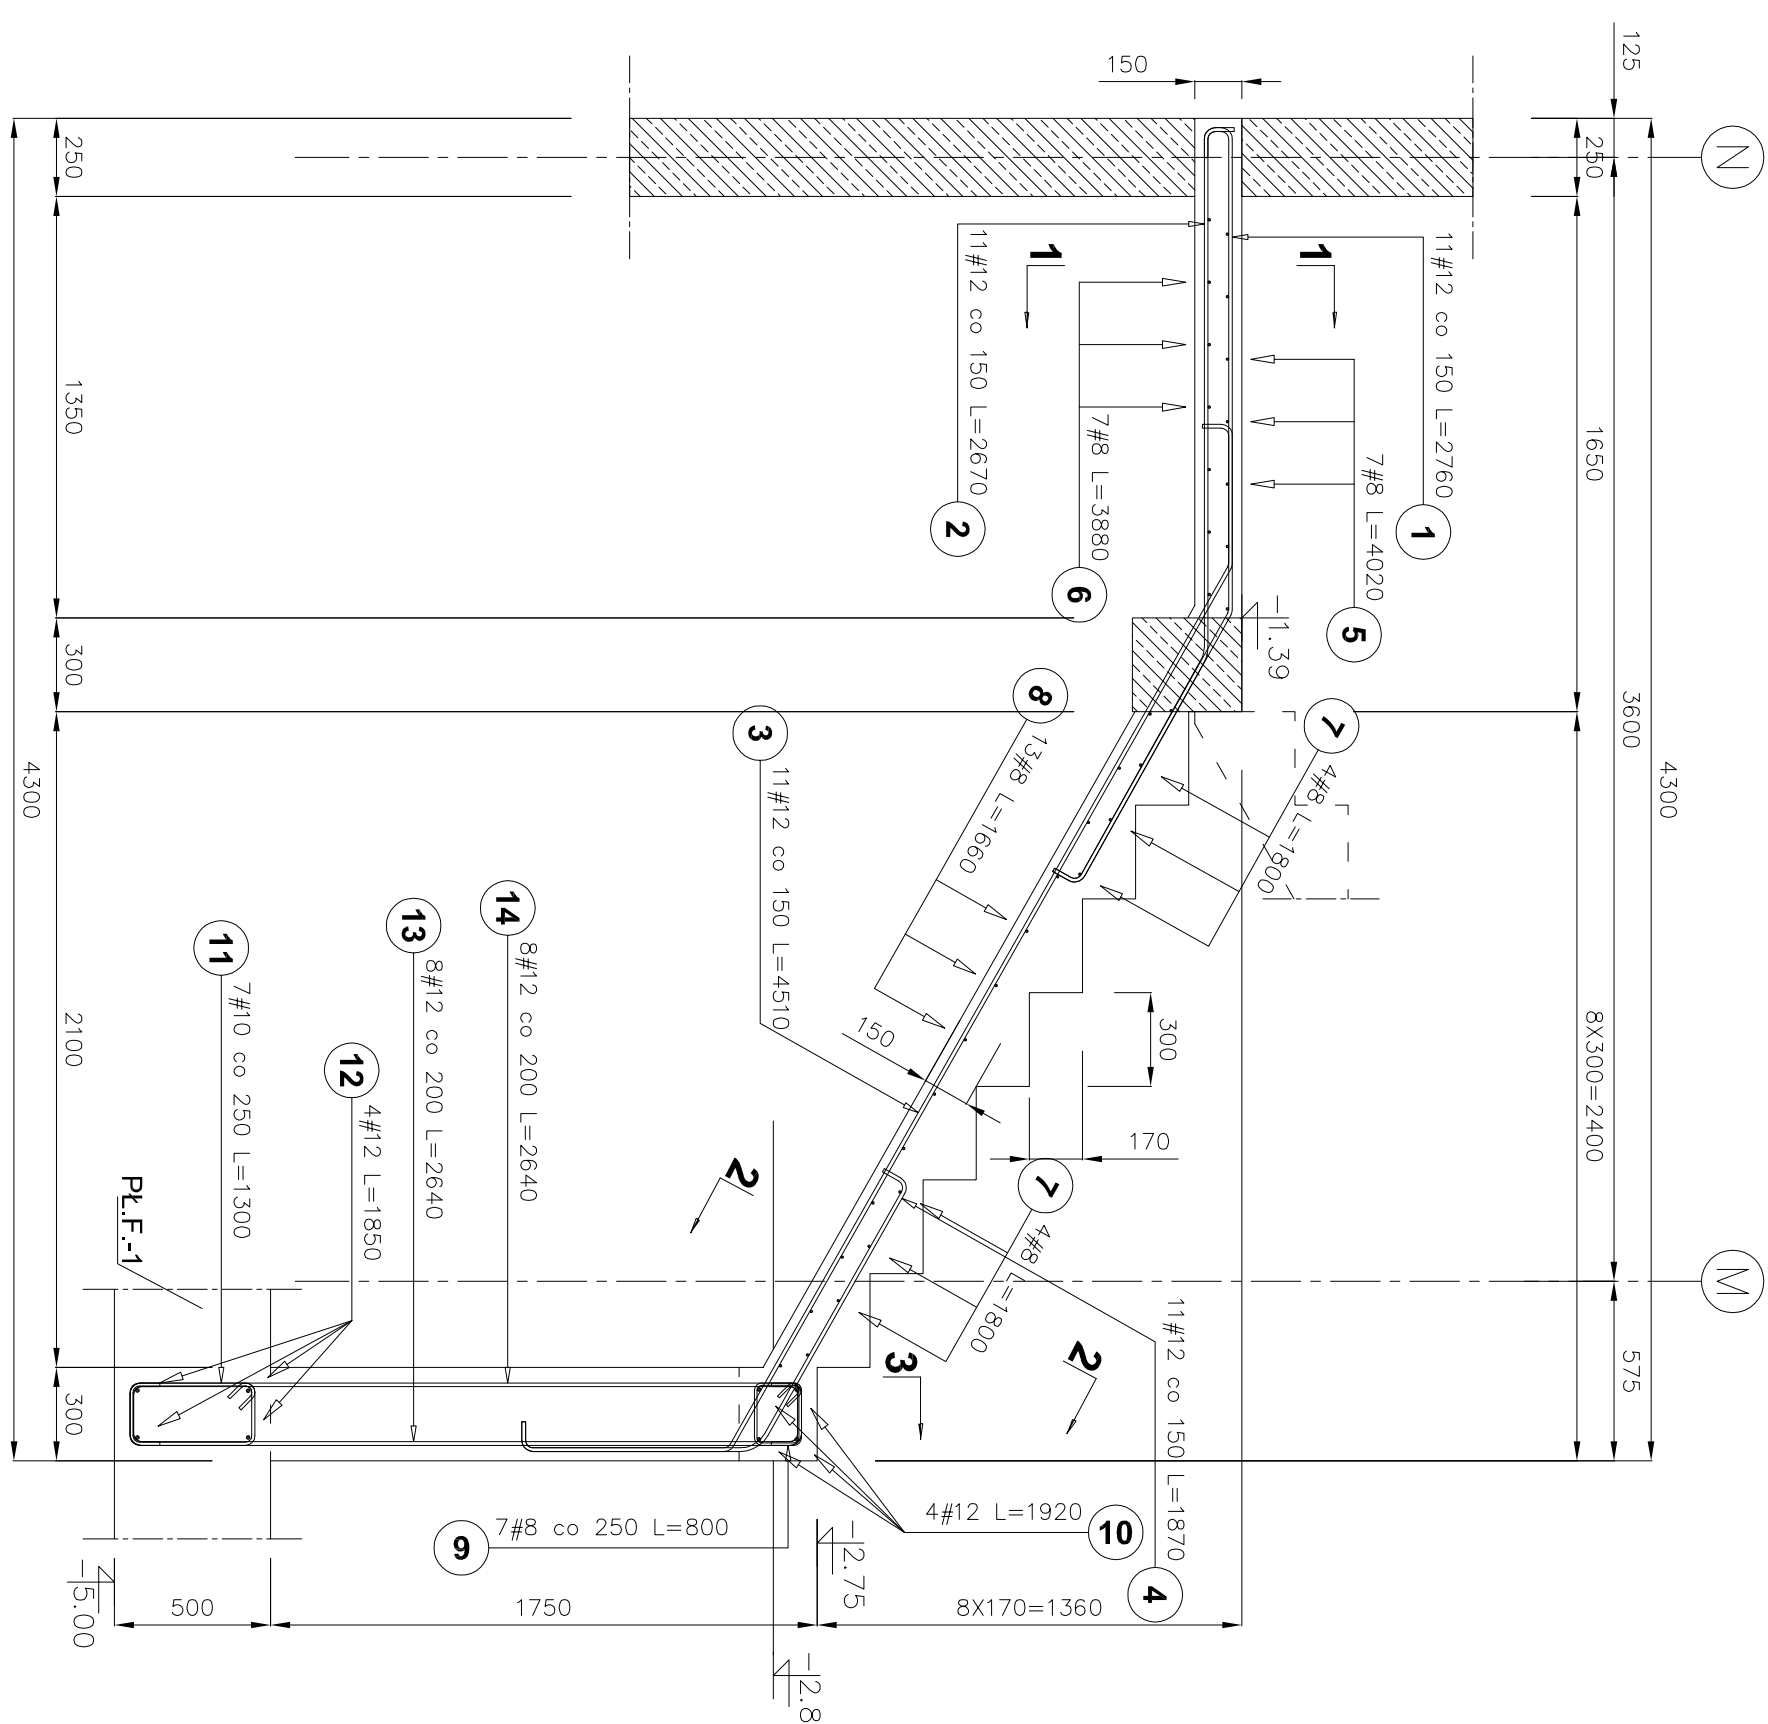 N
M
125
3600
575
4300
250
1650
8X300=2400
150
11#12 co 150 L=2760
1
7#8 L=4020
5
1
1
11#12 co 150 L=2670
2
7#8 L=3880
6
-1.39
7
4#8 L=1800
8
13#8 L=1660
3
11#12 co 150 L=4510
150
300
170
7
4#8 L=1800
11#12 co 150 L=1870
4
2
2
3
14
8#12 co 200 L=2640
13
8#12 co 200 L=2640
12
4#12 L=1850
11
7#10 co 250 L=1300
PŁ.F.-1
4#12 L=1920
10
7#8 co 250 L=800
9
-2.75
-2.8
-5.00
500
1750
8X170=1360
250
1350
300
2100
300
4300